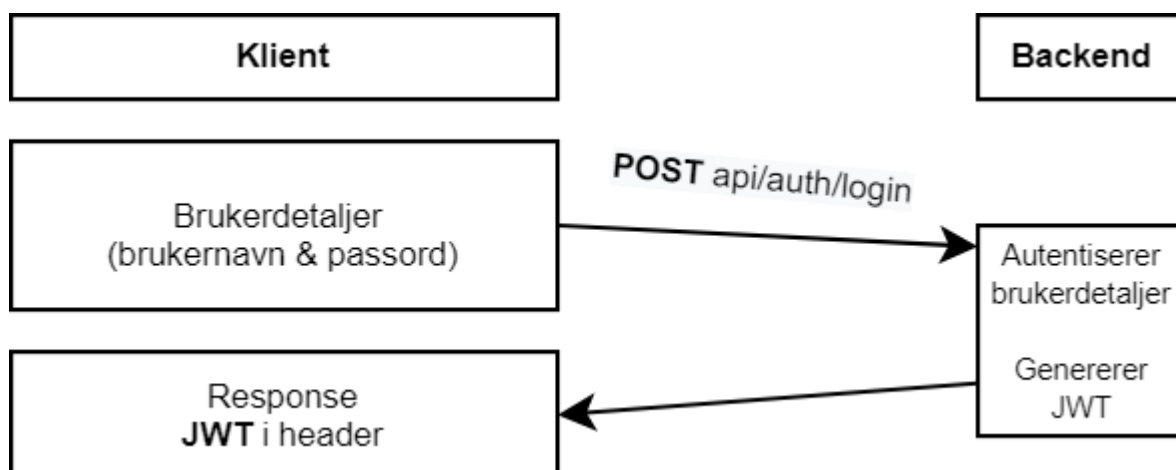 Klient
Backend
POST api/auth/login
Brukerdetaljer
(brukernavn & passord)
Autentiserer
brukerdetaljer
Genererer
JWT
Response
JWT i header